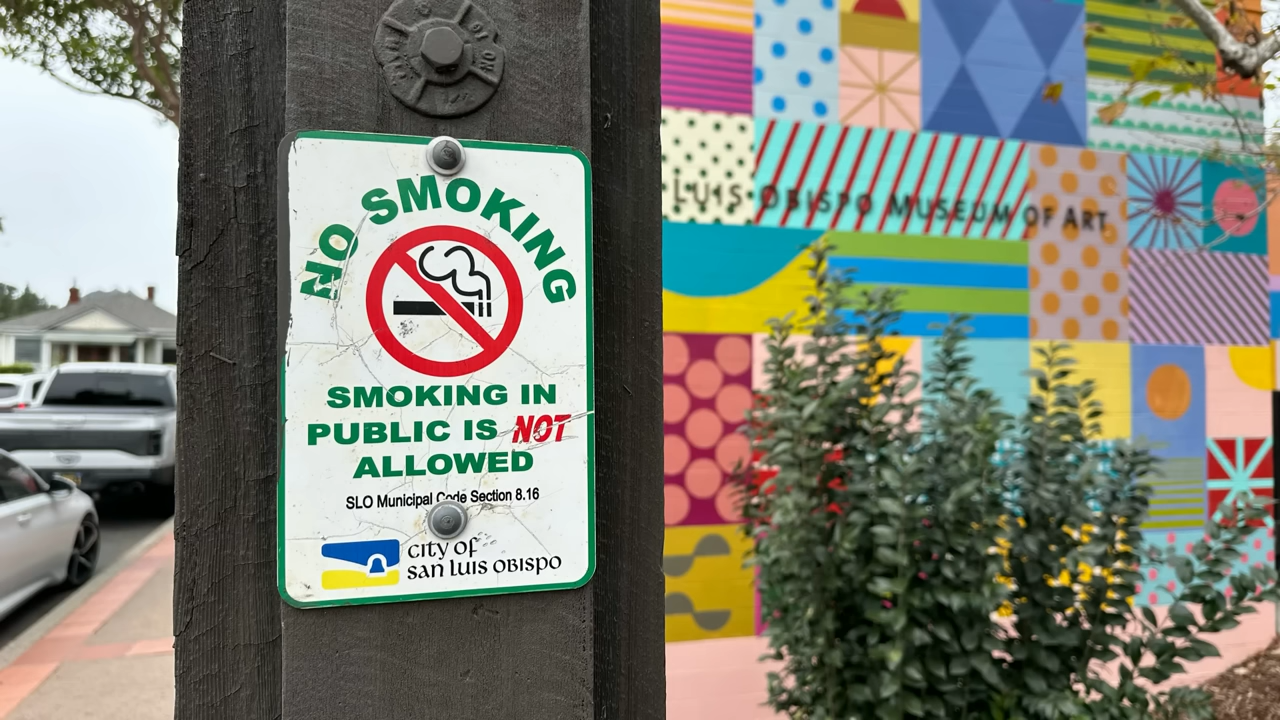 NO SMOKING
SMOKING IN
PUBLIC IS NOT
ALLOWED
SLO Municipal Code Section 8.16
city of
san luis obispo
LUIS OBISPO MUSEUM OF ART